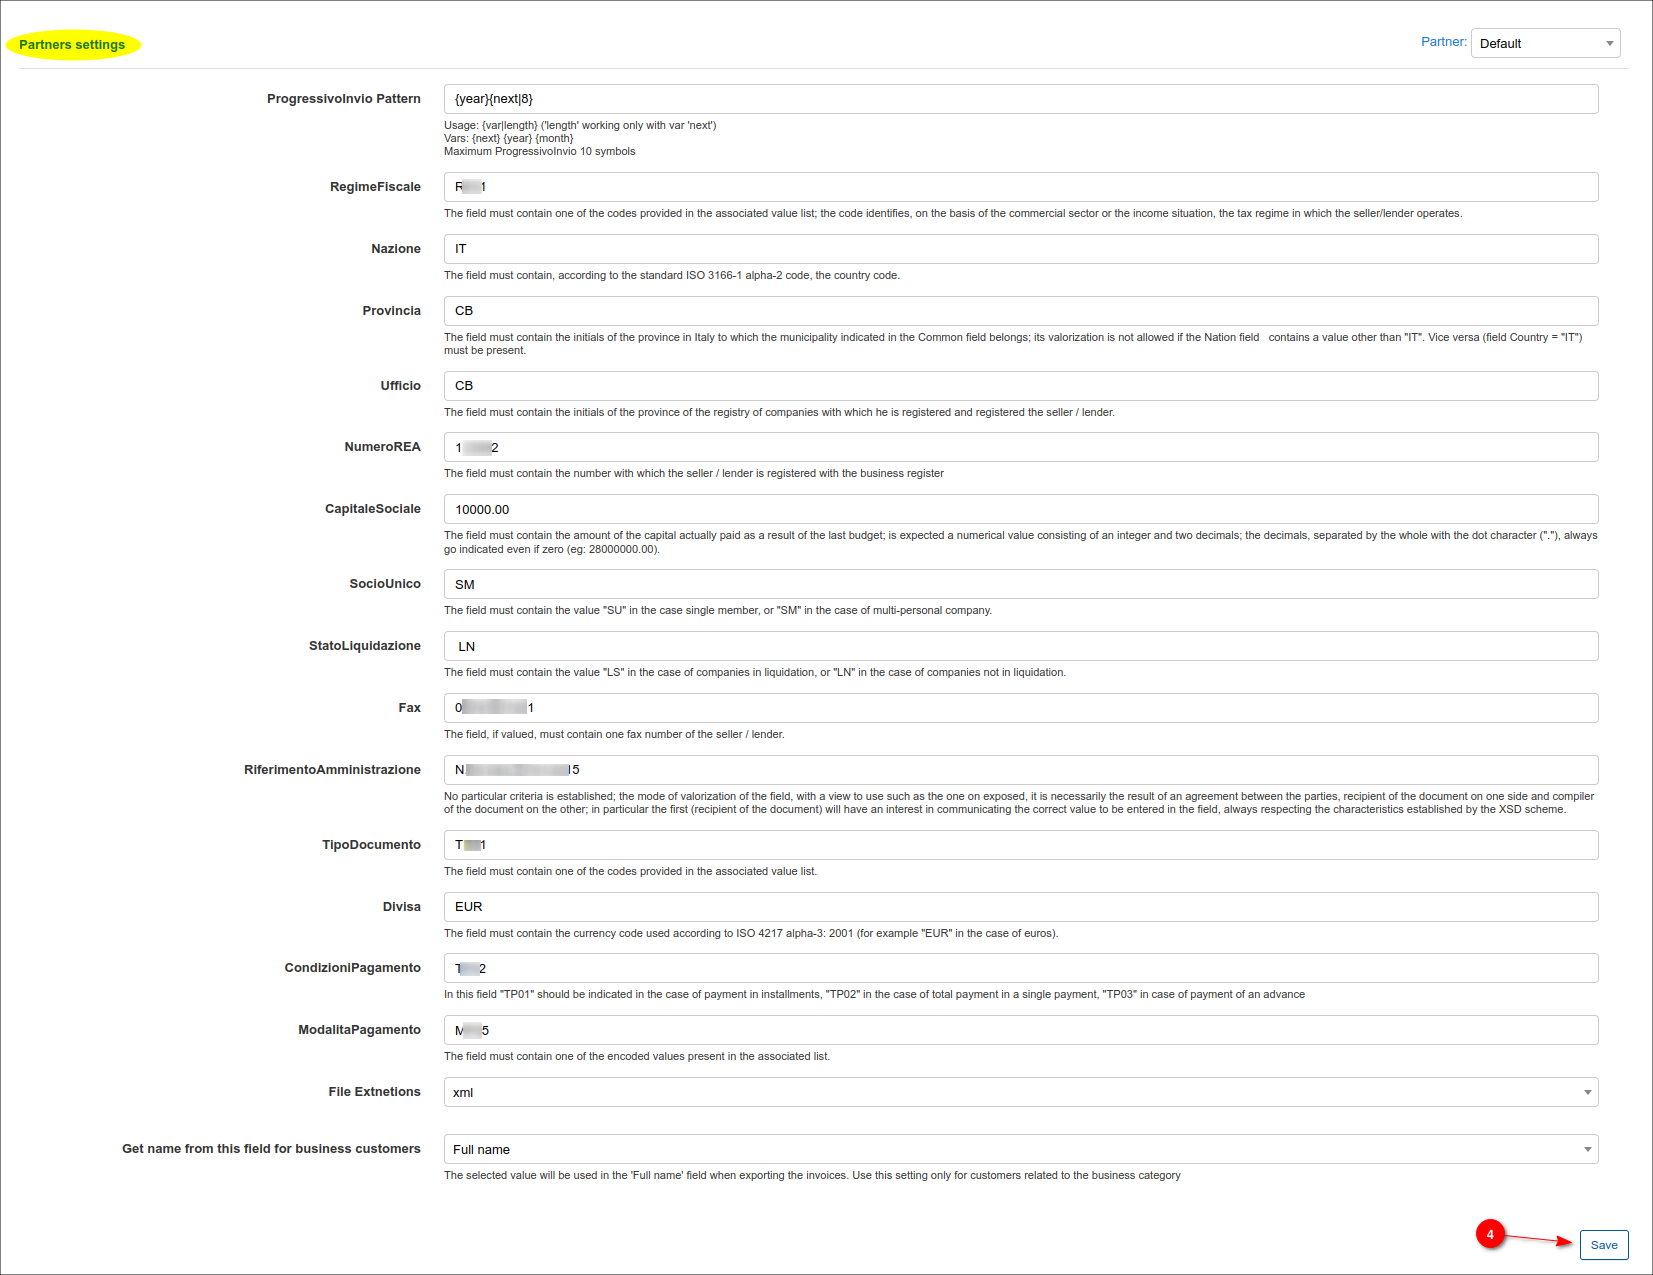 Partners settings
Partner: Default
ProgressivoInvio Pattern {year}{next|8}
Usage: {var|length} ('length' working only with var 'next')
Vars: {next} {year} {month}
Maximum ProgressivoInvio 10 symbols
RegimeFiscale R 1
The field must contain one of the codes provided in the associated value list; the code identifies, on the basis of the commercial sector or the income situation, the tax regime in which the seller/lender operates.
Nazione IT
The field must contain, according to the standard ISO 3166-1 alpha-2 code, the country code.
Provincia CB
The field must contain the initials of the province in Italy to which the municipality indicated in the Common field belongs; its valorization is not allowed if the Nation field contains a value other than "IT". Vice versa (field Country = "IT")
must be present.
Ufficio CB
The field must contain the initials of the province of the registry of companies with which he is registered and registered the seller / lender.
NumeroREA 1 2
The field must contain the number with which the seller / lender is registered with the business register
CapitaleSociale 10000.00
The field must contain the amount of the capital actually paid as a result of the last budget; is expected a numerical value consisting of an integer and two decimals; the decimals, separated by the whole with the dot character ("."), always
go indicated even if zero (eg: 28000000.00).
SocioUnico SM
The field must contain the value "SU" in the case single member, or "SM" in the case of multi-personal company.
StatoLiquidazione LN
The field must contain the value "LS" in the case of companies in liquidation, or "LN" in the case of companies not in liquidation.
Fax 0 1
The field, if valued, must contain one fax number of the seller / lender.
RiferimentoAmministrazione N 5
No particular criteria is established; the mode of valorization of the field, with a view to use such as the one on exposed, it is necessarily the result of an agreement between the parties, recipient of the document on one side and compiler
of the document on the other; in particular the first (recipient of the document) will have an interest in communicating the correct value to be entered in the field, always respecting the characteristics established by the XSD scheme.
TipoDocumento T 1
The field must contain one of the codes provided in the associated value list.
Divisa EUR
The field must contain the currency code used according to ISO 4217 alpha-3: 2001 (for example "EUR" in the case of euros).
CondizioniPagamento T 2
In this field "TP01" should be indicated in the case of payment in installments, "TP02" in the case of total payment in a single payment, "TP03" in case of payment of an advance
ModalitaPagamento M 5
The field must contain one of the encoded values present in the associated list.
File Extnetions xml
Get name from this field for business customers Full name
The selected value will be used in the 'Full name' field when exporting the invoices. Use this setting only for customers related to the business category
4
Save